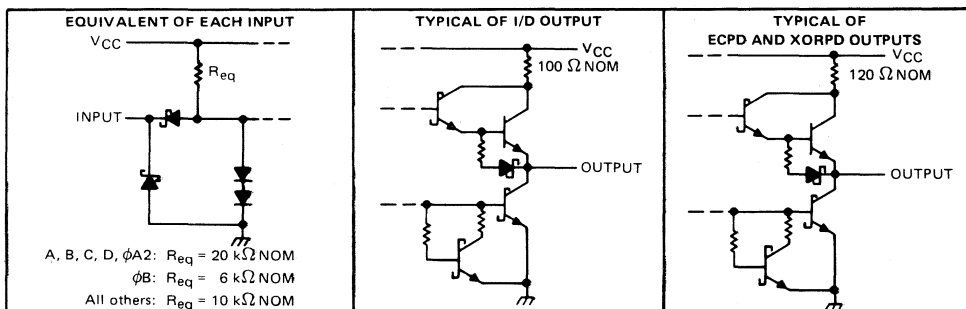 EQUIVALENT OF EACH INPUT
VCC
Req
INPUT
A, B, C, D, ϕA2: Req = 20 kΩ NOM
ϕB: Req = 6 kΩ NOM
All others: Req = 10 kΩ NOM
TYPICAL OF I/D OUTPUT
VCC
100 Ω NOM
OUTPUT
TYPICAL OF
ECPD AND XORPD OUTPUTS
VCC
120 Ω NOM
OUTPUT